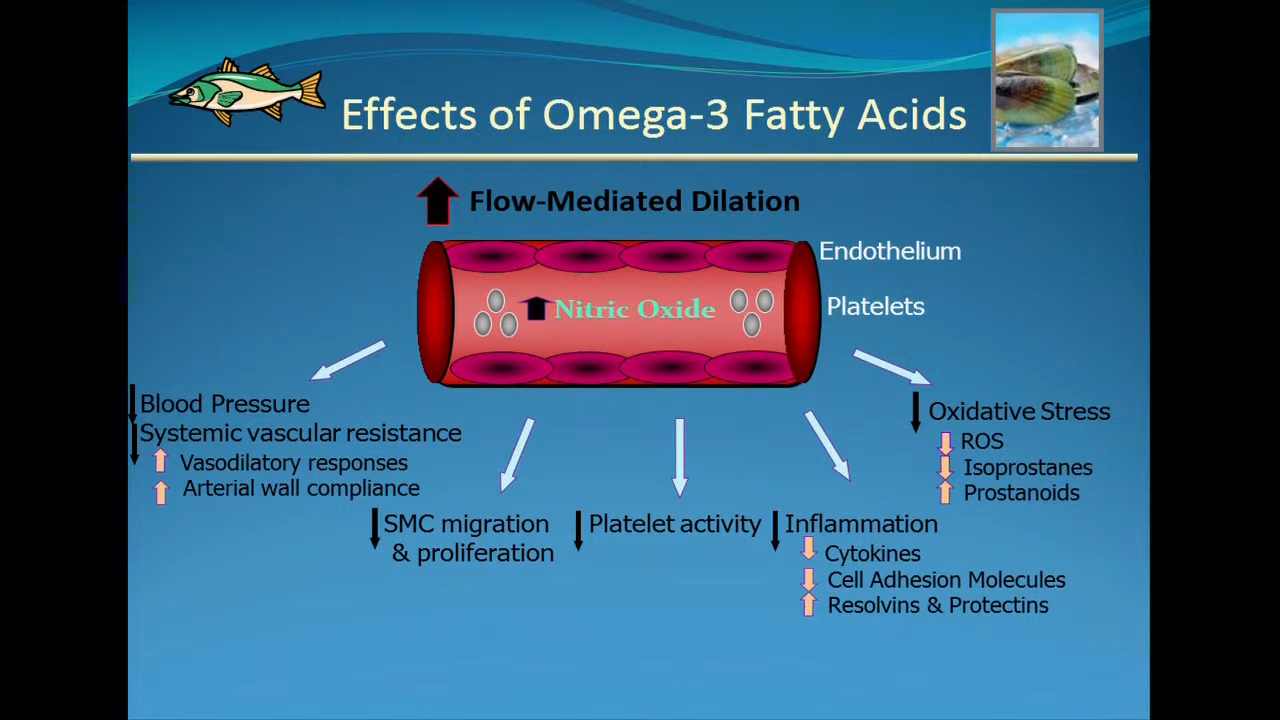 Effects of Omega-3 Fatty Acids
Flow-Mediated Dilation
Endothelium
Nitric Oxide
Platelets
Blood Pressure
Systemic vascular resistance
Vasodilatory responses
Arterial wall compliance
SMC migration
& proliferation
Platelet activity
Inflammation
Cytokines
Cell Adhesion Molecules
Resolvins & Protectins
Oxidative Stress
ROS
Isoprostanes
Prostanoids